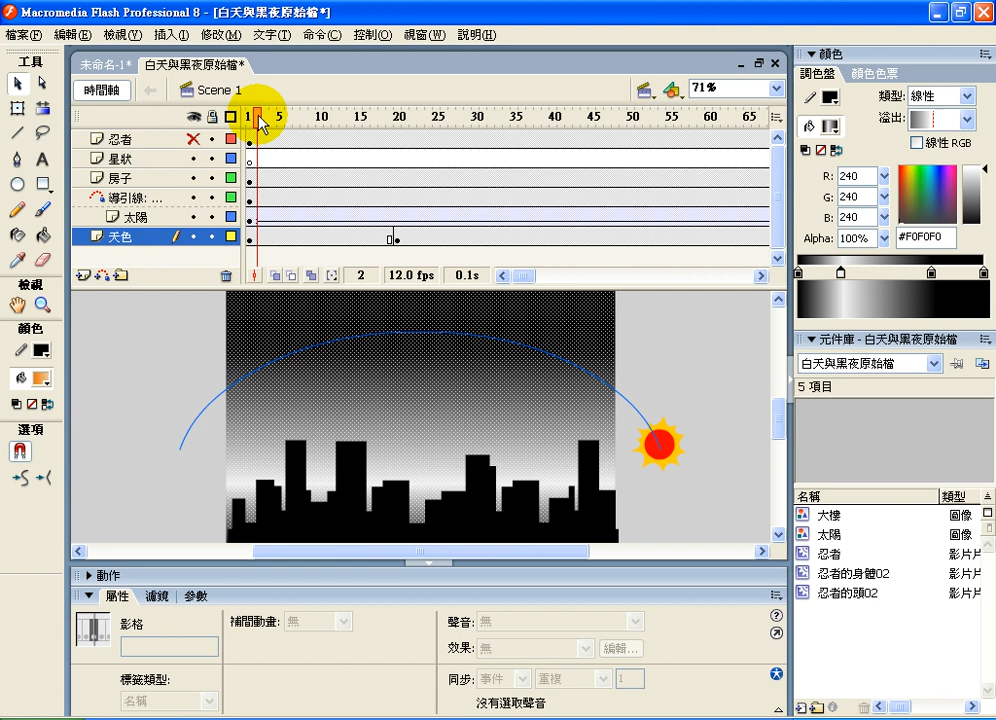 Macromedia Flash Professional 8 - [白天與黑夜原始檔*]
檔案(F) 編輯(E) 檢視(V) 插入(I) 修改(M) 文字(T) 命令(C) 控制(O) 視窗(W) 說明(H)
工具
未命名-1* 白天與黑夜原始檔*
時間軸 Scene 1 71%
1 5 10 15 20 25 30 35 40 45 50 55 60 65
忍者
星狀
房子
導引線: ...
太陽
天色
2 12.0 fps 0.1s
檢視
顏色
選項
顏色
調色盤 顏色色票
類型: 線性
溢出:
線性 RGB
R: 240
G: 240
B: 240
Alpha: 100% #F0F0F0
元件庫 - 白天與黑夜原始檔
白天與黑夜原始檔
5 項目
名稱 類型
大樓 圖像
太陽 圖像
忍者 影片片
忍者的身體02 影片片
忍者的頭02 影片片
動作
屬性 濾鏡 參數
影格
補間動畫: 無
聲音: 無
效果: 無 編輯...
標籤類型:
名稱
同步: 事件 重複 1
沒有選取聲音